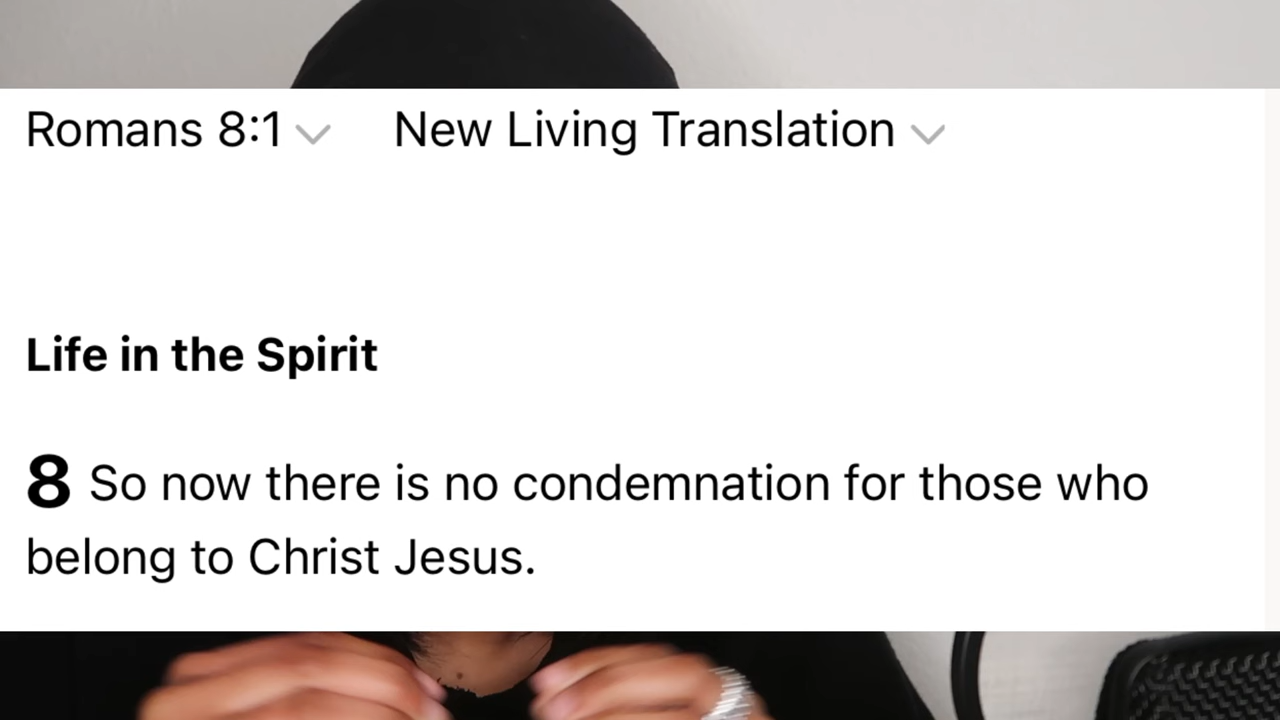 Romans 8:1 New Living Translation
Life in the Spirit
8 So now there is no condemnation for those who
belong to Christ Jesus.